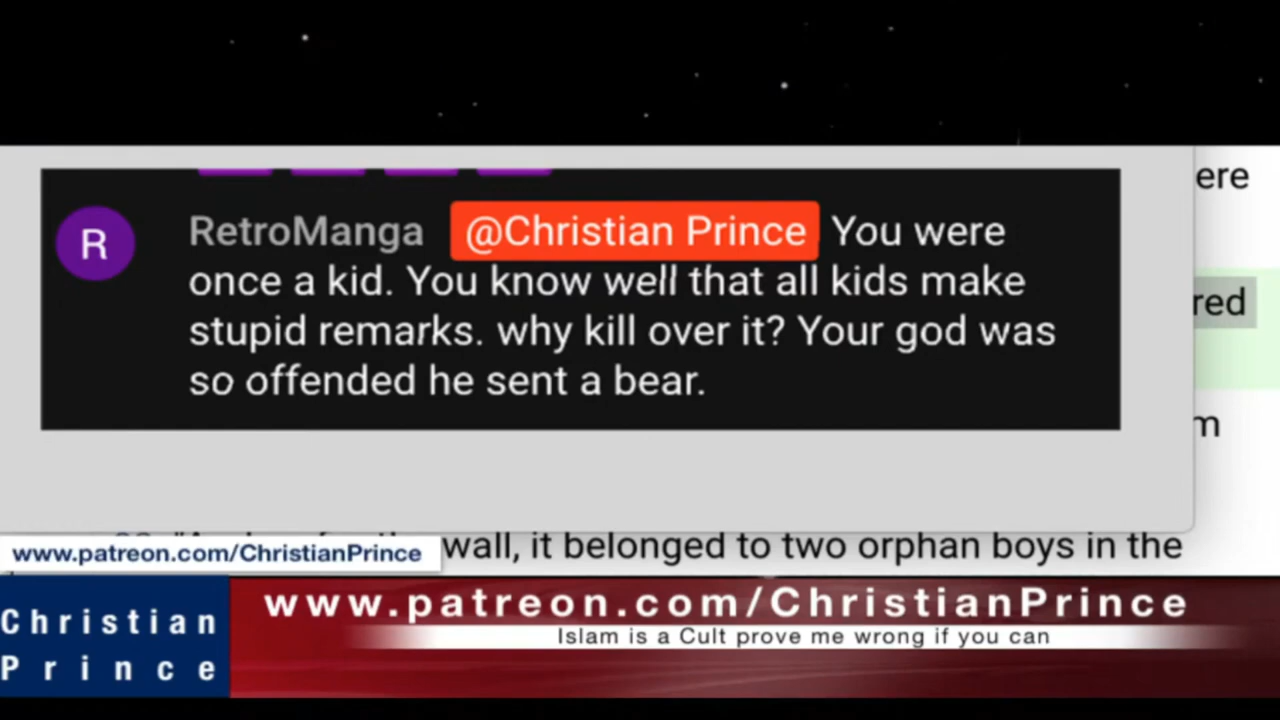 ere
R
RetroManga @Christian Prince You were
once a kid. You know well that all kids make
stupid remarks. why kill over it? Your god was
so offended he sent a bear.
red
m
wall, it belonged to two orphan boys in the
www.patreon.com/ChristianPrince
www.patreon.com/ChristianPrince
Islam is a Cult prove me wrong if you can
Christian
Prince